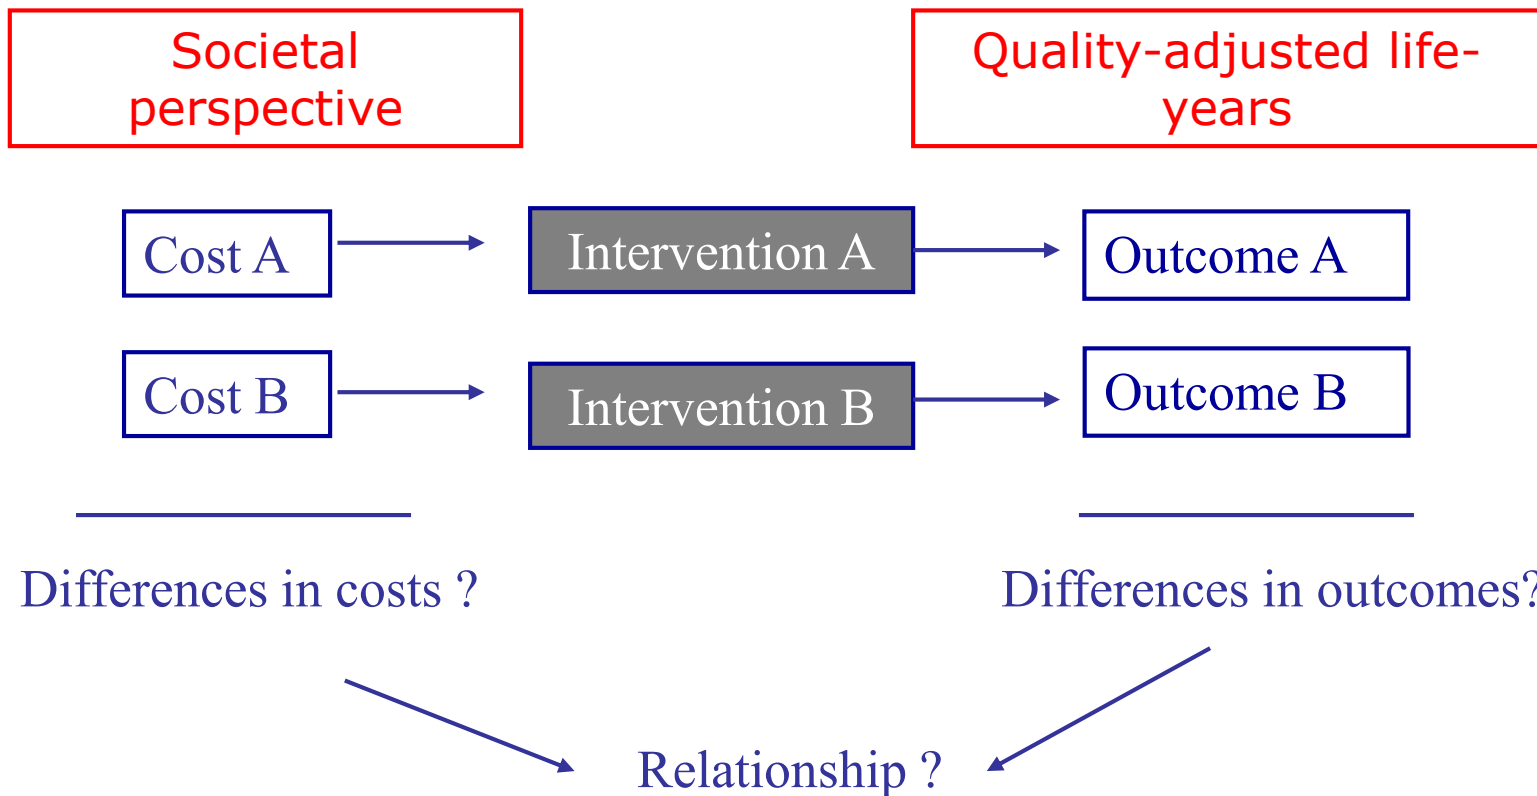 Societal
perspective
Quality-adjusted life-
years
Cost A
Intervention A
Outcome A
Cost B
Intervention B
Outcome B
Differences in costs ?
Differences in outcomes?
Relationship ?